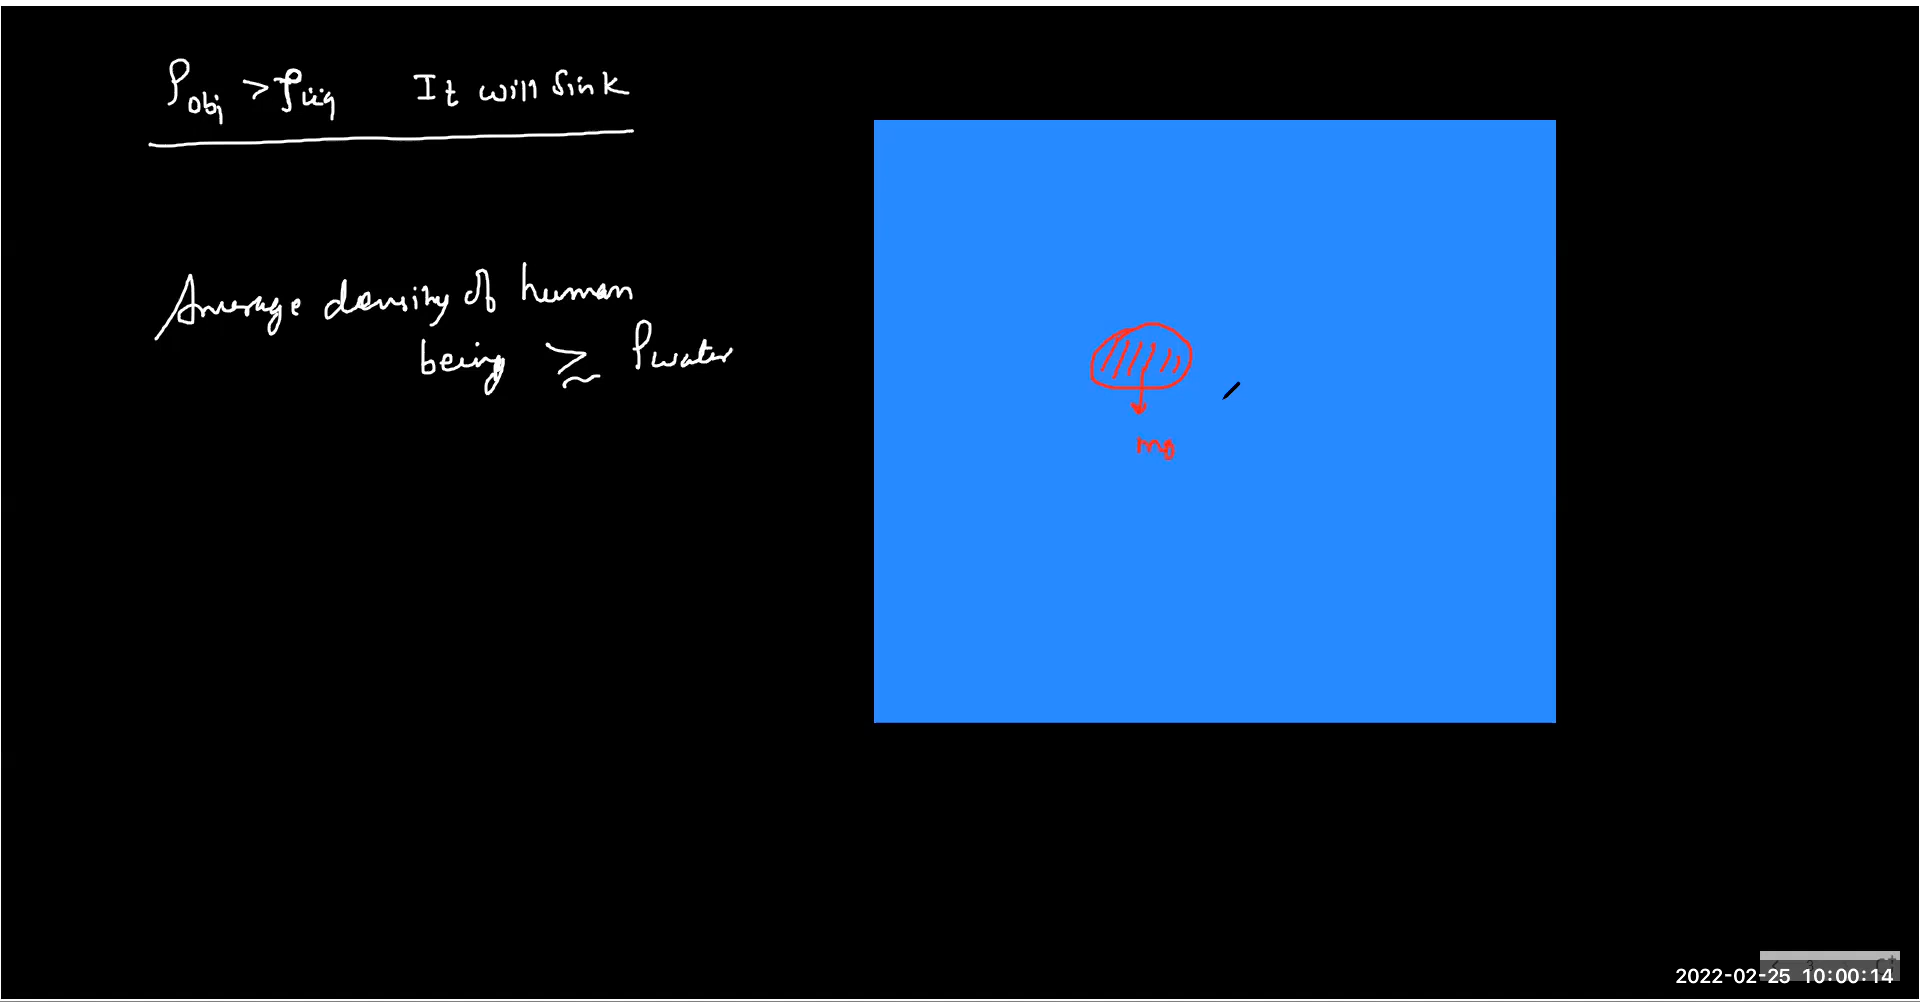 ρobj > ρliq It will sink
Average density of human
being ≳ ρwater
mg
2022-02-25 10:00:14